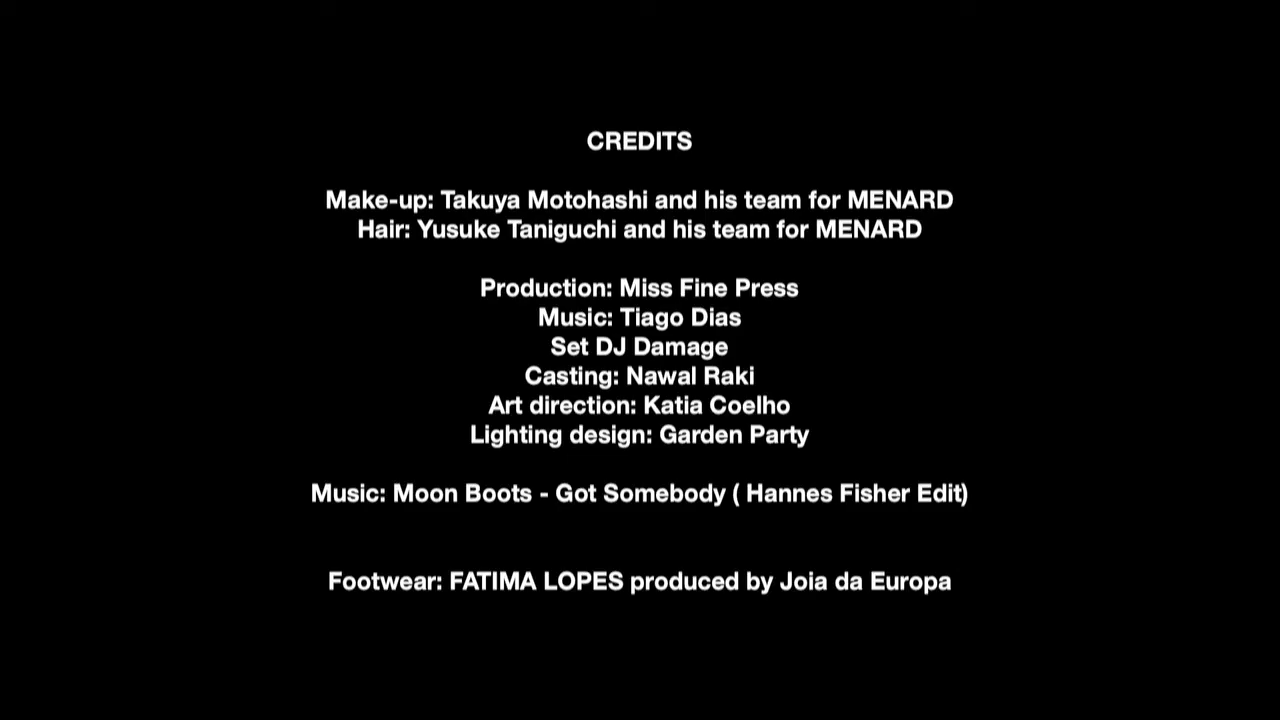 CREDITS
Make-up: Takuya Motohashi and his team for MENARD
Hair: Yusuke Taniguchi and his team for MENARD
Production: Miss Fine Press
Music: Tiago Dias
Set DJ Damage
Casting: Nawal Raki
Art direction: Katia Coelho
Lighting design: Garden Party
Music: Moon Boots - Got Somebody ( Hannes Fisher Edit)
Footwear: FATIMA LOPES produced by Joia da Europa